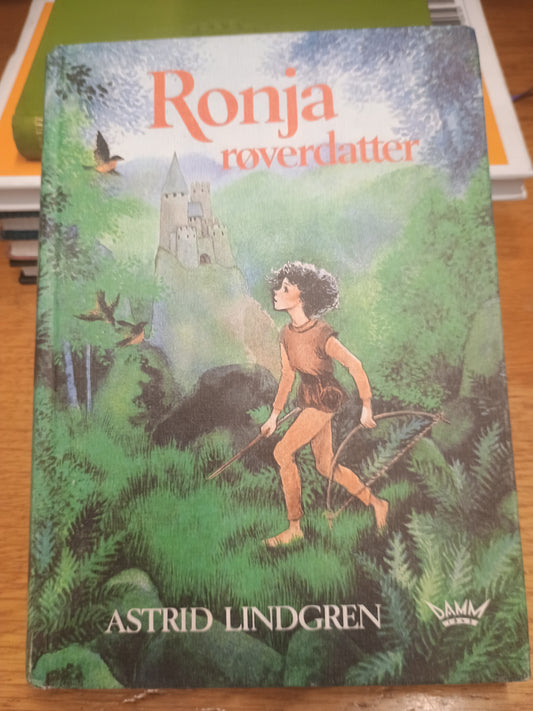 Ronja
røverdatter
ASTRID LINDGREN
DAMM